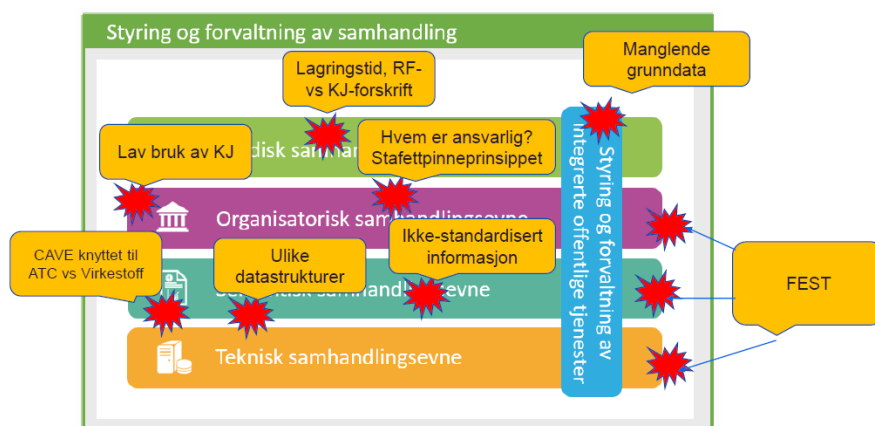 Styring og forvaltning av samhandling
Manglende
grunndata
Lagringstid, RF-
vs KJ-forskrift
Lav bruk av KJ
Hvem er ansvarlig?
Stafettpinneprinsippet
Organisatorisk samhandlingsevne
CAVE knyttet til
ATC vs Virkestoff
Ulike
datastrukturer
Ikke-standardisert
informasjon
samhandlingsevne
Teknisk samhandlingsevne
Styring og forvaltning av
Integrerte offentlige tjenester
FEST